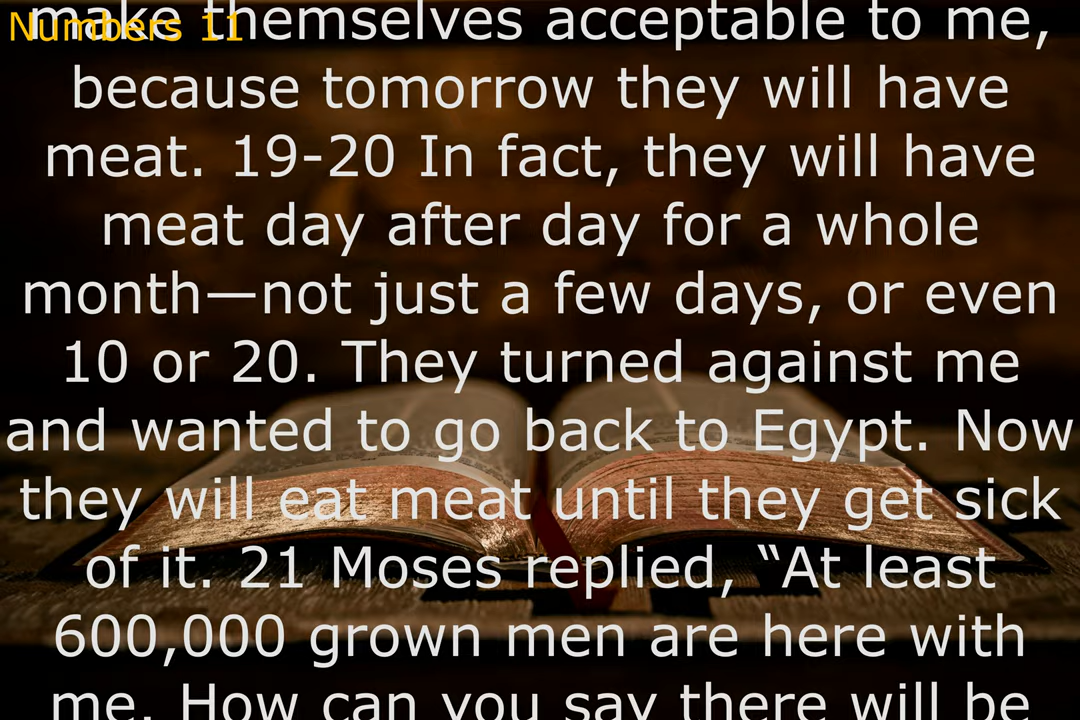 Numbers 11
make themselves acceptable to me,
because tomorrow they will have
meat. 19-20 In fact, they will have
meat day after day for a whole
month—not just a few days, or even
10 or 20. They turned against me
and wanted to go back to Egypt. Now
they will eat meat until they get sick
of it. 21 Moses replied, “At least
600,000 grown men are here with
me. How can you say there will be